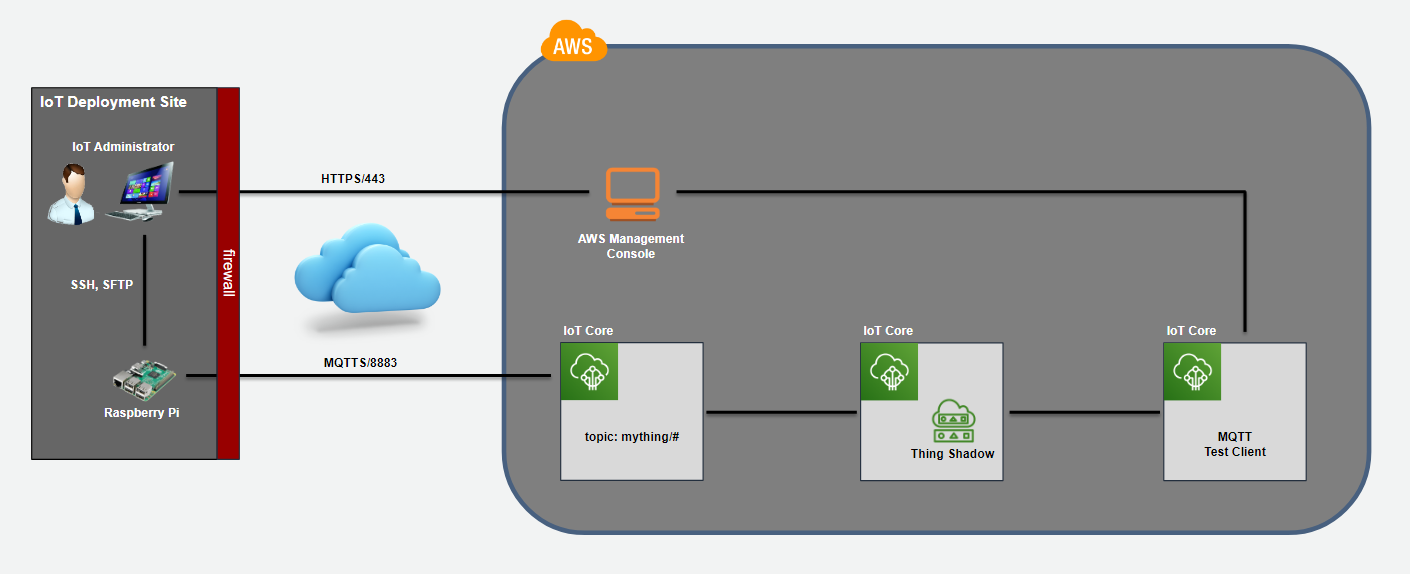 AWS
IoT Deployment Site
IoT Administrator
HTTPS/443
AWS Management
Console
firewall
SSH, SFTP
IoT Core
IoT Core
IoT Core
MQTTS/8883
Raspberry Pi
topic: mything/#
Thing Shadow
MQTT
Test Client